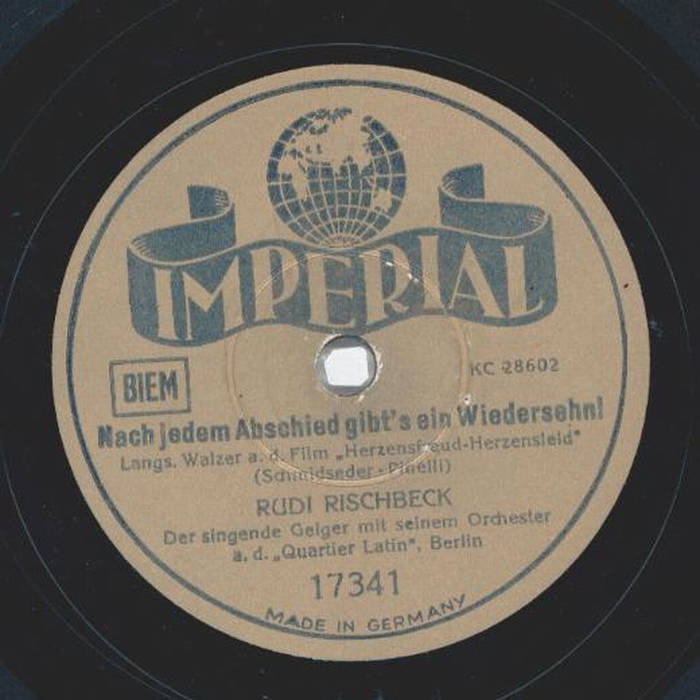 IMPERIAL
BIEM
KC 28602
Nach jedem Abschied gibt's ein Wiedersehn!
Langs. Walzer a. d. Film „Herzensfreud-Herzensleid"
(Schmidseder - Pinelli)
RUDI RISCHBECK
Der singende Geiger mit seinem Orchester
a. d. „Quartier Latin", Berlin
17341
MADE IN GERMANY